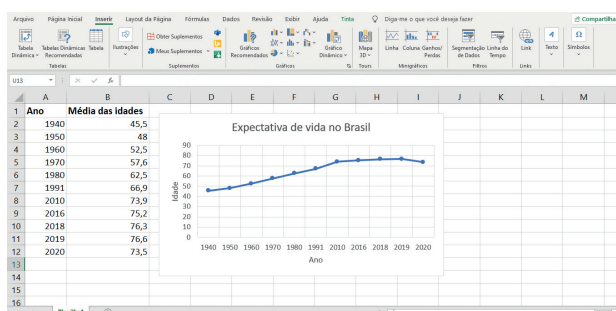 Arquivo Página Inicial Inserir Layout da Página Fórmulas Dados Revisão Exibir Ajuda Tinta Diga-me o que você deseja fazer Compartilhar
Tabela Dinâmica Tabelas Dinâmicas Recomendadas Tabela Ilustrações Obter Suplementos Meus Suplementos Gráficos Recomendados Gráfico Dinâmico Mapa 3D Linha Coluna Ganhos/Perdas Segmentação de Dados Linha do Tempo Link Texto Símbolos
Tabelas Suplementos Gráficos Tours Minigráficos Filtros Links
U13 fx
A B C D E F G H I J K L M
1 Ano Média das idades
2 1940 45,5
3 1950 48
4 1960 52,5
5 1970 57,6
6 1980 62,5
7 1991 66,9
8 2010 73,9
9 2016 75,2
10 2018 76,3
11 2019 76,6
12 2020 73,5
13
14
15
16
Expectativa de vida no Brasil
90
80
70
60
50
40
30
20
10
0
Idade
1940 1950 1960 1970 1980 1991 2010 2016 2018 2019 2020
Ano